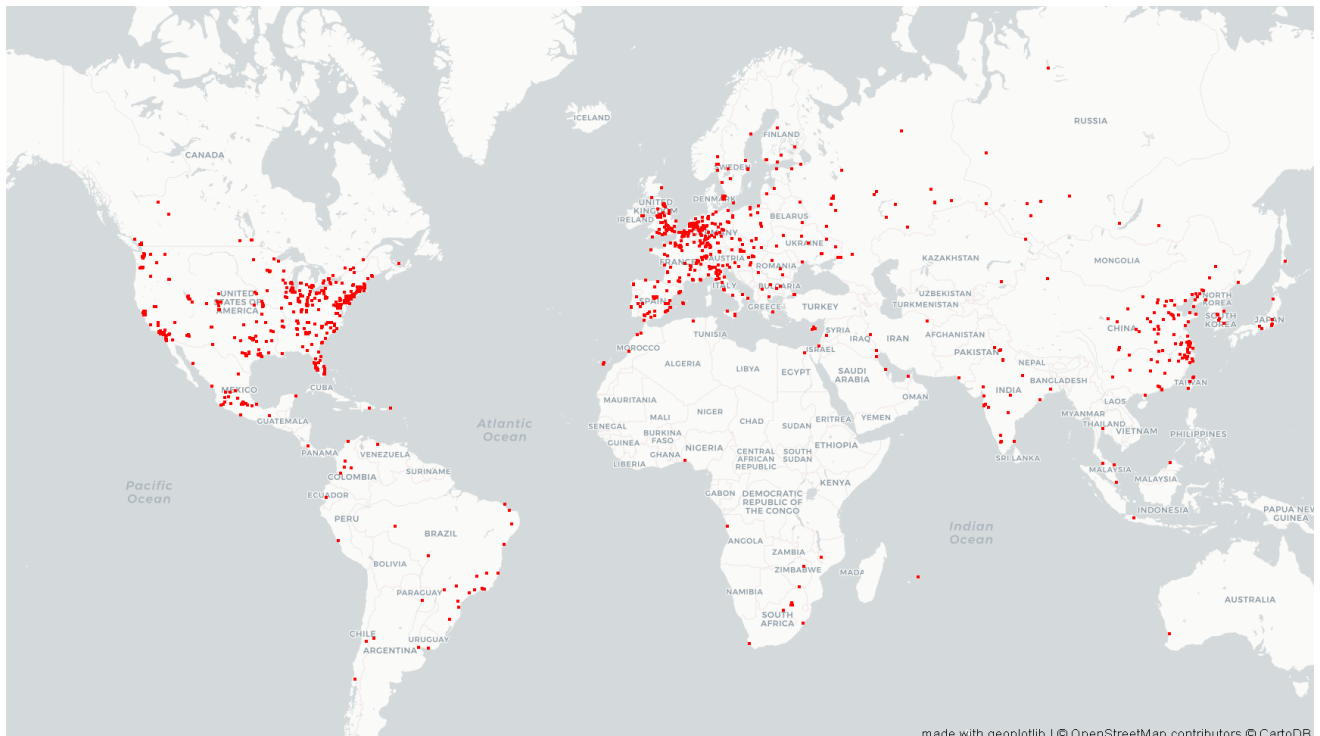 ICELAND
RUSSIA
FINLAND
CANADA
SWEDEN
DENMARK
UNITED
KINGDOM
IRELAND
BELARUS
UKRAINE
FRANCE
AUSTRIA
ROMANIA
KAZAKHSTAN
MONGOLIA
ITALY
BULGARIA
SPAIN
GREECE
TURKEY
UZBEKISTAN
TURKMENISTAN
NORTH
KOREA
SOUTH
KOREA
JAPAN
CHINA
UNITED
STATES OF
AMERICA
TUNISIA
SYRIA
IRAQ
IRAN
AFGHANISTAN
MOROCCO
ISRAEL
PAKISTAN
NEPAL
ALGERIA
LIBYA
EGYPT
SAUDI
ARABIA
BANGLADESH
TAIWAN
INDIA
MEXICO
CUBA
MAURITANIA
OMAN
LAOS
MYANMAR
GUATEMALA
MALI
NIGER
CHAD
SUDAN
ERITREA
YEMEN
THAILAND
VIETNAM
PHILIPPINES
Atlantic
Ocean
SENEGAL
BURKINA
FASO
GUINEA
GHANA
NIGERIA
ETHIOPIA
PANAMA
VENEZUELA
LIBERIA
CENTRAL
AFRICAN
REPUBLIC
SOUTH
SUDAN
SRI LANKA
SURINAME
COLOMBIA
MALAYSIA
MALAYSIA
Pacific
Ocean
ECUADOR
GABON
DEMOCRATIC
REPUBLIC OF
THE CONGO
KENYA
INDONESIA
PAPUA NEW
GUINEA
PERU
BRAZIL
Indian
Ocean
ANGOLA
ZAMBIA
BOLIVIA
ZIMBABWE
MADA
PARAGUAY
NAMIBIA
AUSTRALIA
SOUTH
AFRICA
CHILE
URUGUAY
ARGENTINA
made with geoplotlib | © OpenStreetMap contributors © CartoDB